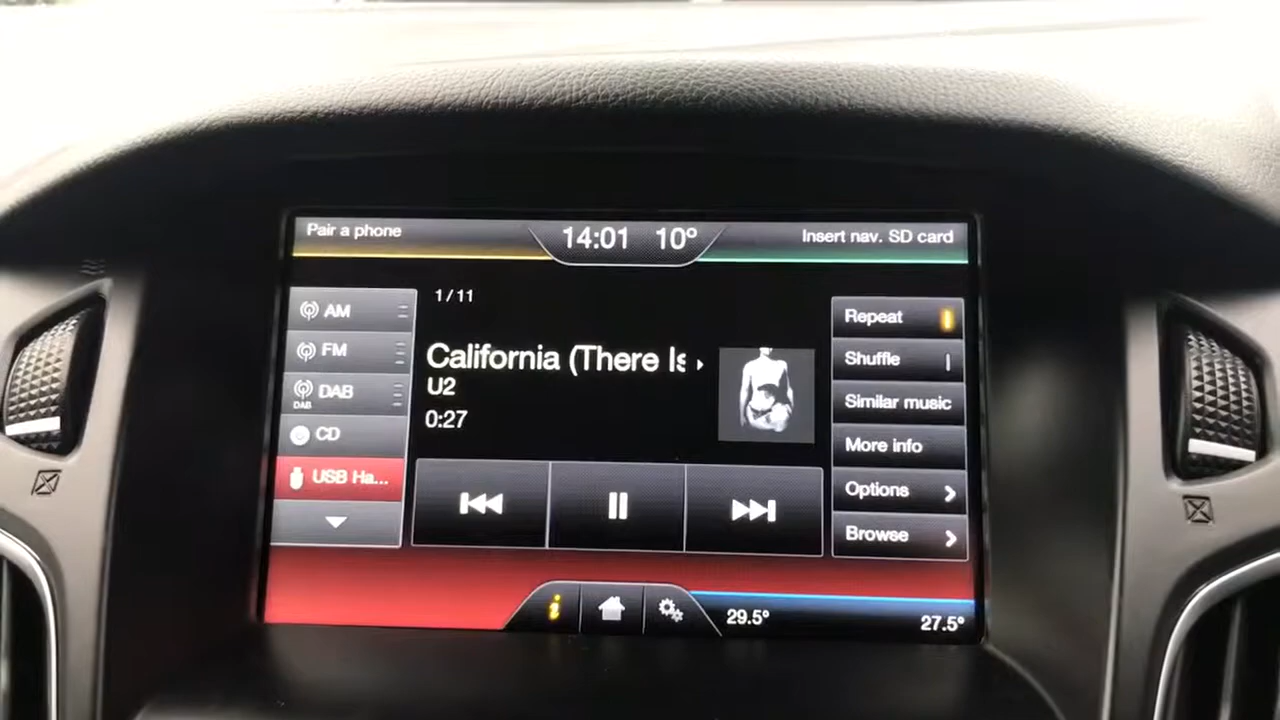 Pair a phone
14:01 10°
Insert nav. SD card
AM
FM
DAB
DAB
CD
USB Ha...
1/11
California (There Is
U2
0:27
Repeat
Shuffle
Similar music
More info
Options
Browse
i
29.5°
27.5°